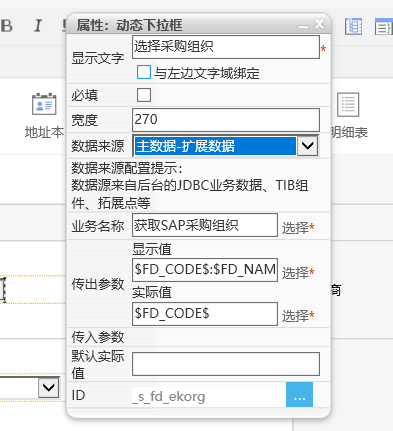 B I
属性：动态下拉框
显示文字
选择采购组织
*
与左边文字域绑定
必填
地址本
宽度
270
明细表
数据来源
主数据-扩展数据
数据来源配置提示：
数据源来自后台的JDBC业务数据、TIB组
件、拓展点等
业务名称
获取SAP采购组织
选择*
传出参数
显示值
$FD_CODE$:$FD_NAM
选择*
商
实际值
$FD_CODE$
选择*
传入参数
默认实际
值
ID
_s_fd_ekorg
...